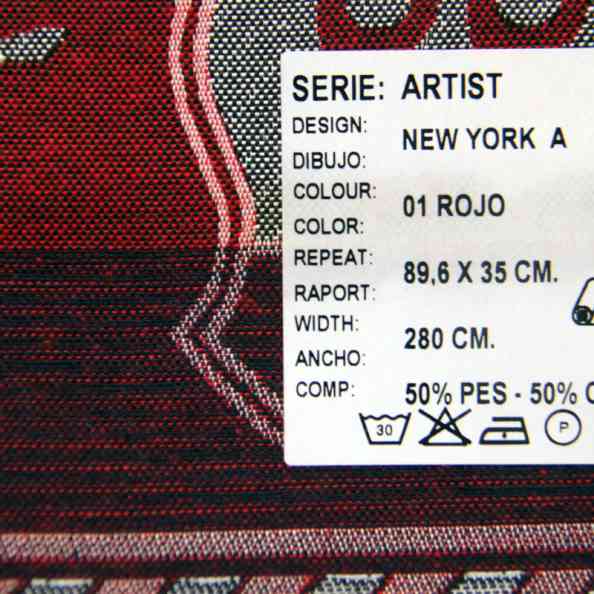 SERIE: ARTIST
DESIGN:
NEW YORK A
DIBUJO:
COLOUR:
01 ROJO
COLOR:
REPEAT:
89,6 X 35 CM.
RAPORT:
WIDTH:
280 CM.
ANCHO:
COMP: 50% PES - 50%
30
P